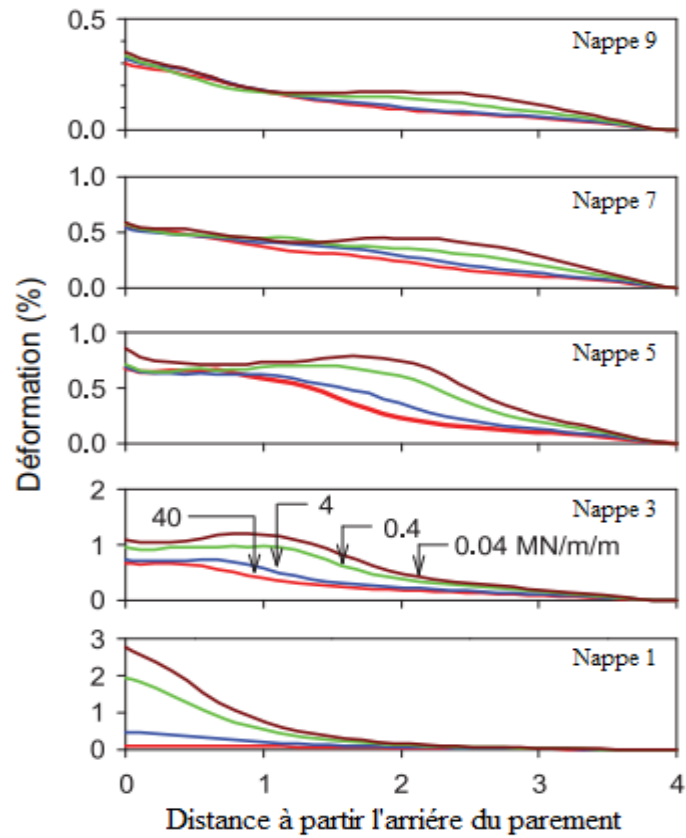 0.5
Nappe 9
0.0
1.0
Nappe 7
0.5
0.0
1.0
Nappe 5
0.5
0.0
Déformation (%)
2
Nappe 3
40
4
0.4
0.04 MN/m/m
1
0
3
Nappe 1
2
1
0
0 1 2 3 4
Distance à partir l'arriére du parement